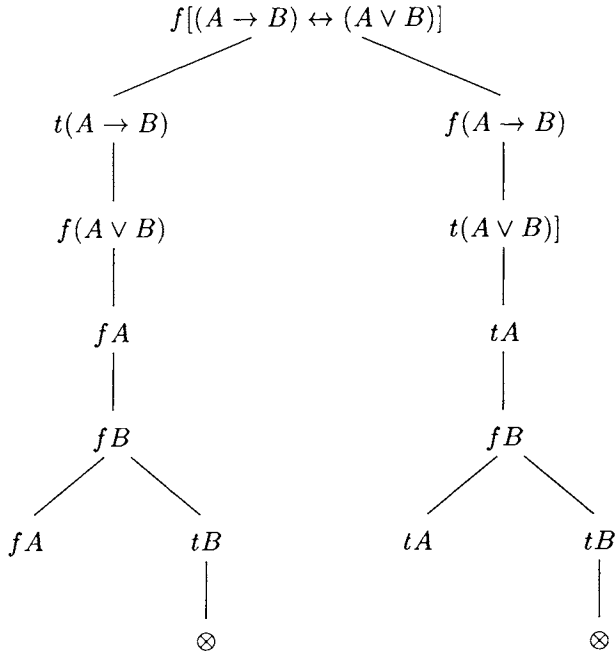 f[(A → B) ↔ (A ∨ B)]
t(A → B) f(A → B)
f(A ∨ B) t(A ∨ B)]
fA tA
fB fB
fA tB tA tB
⊗ ⊗